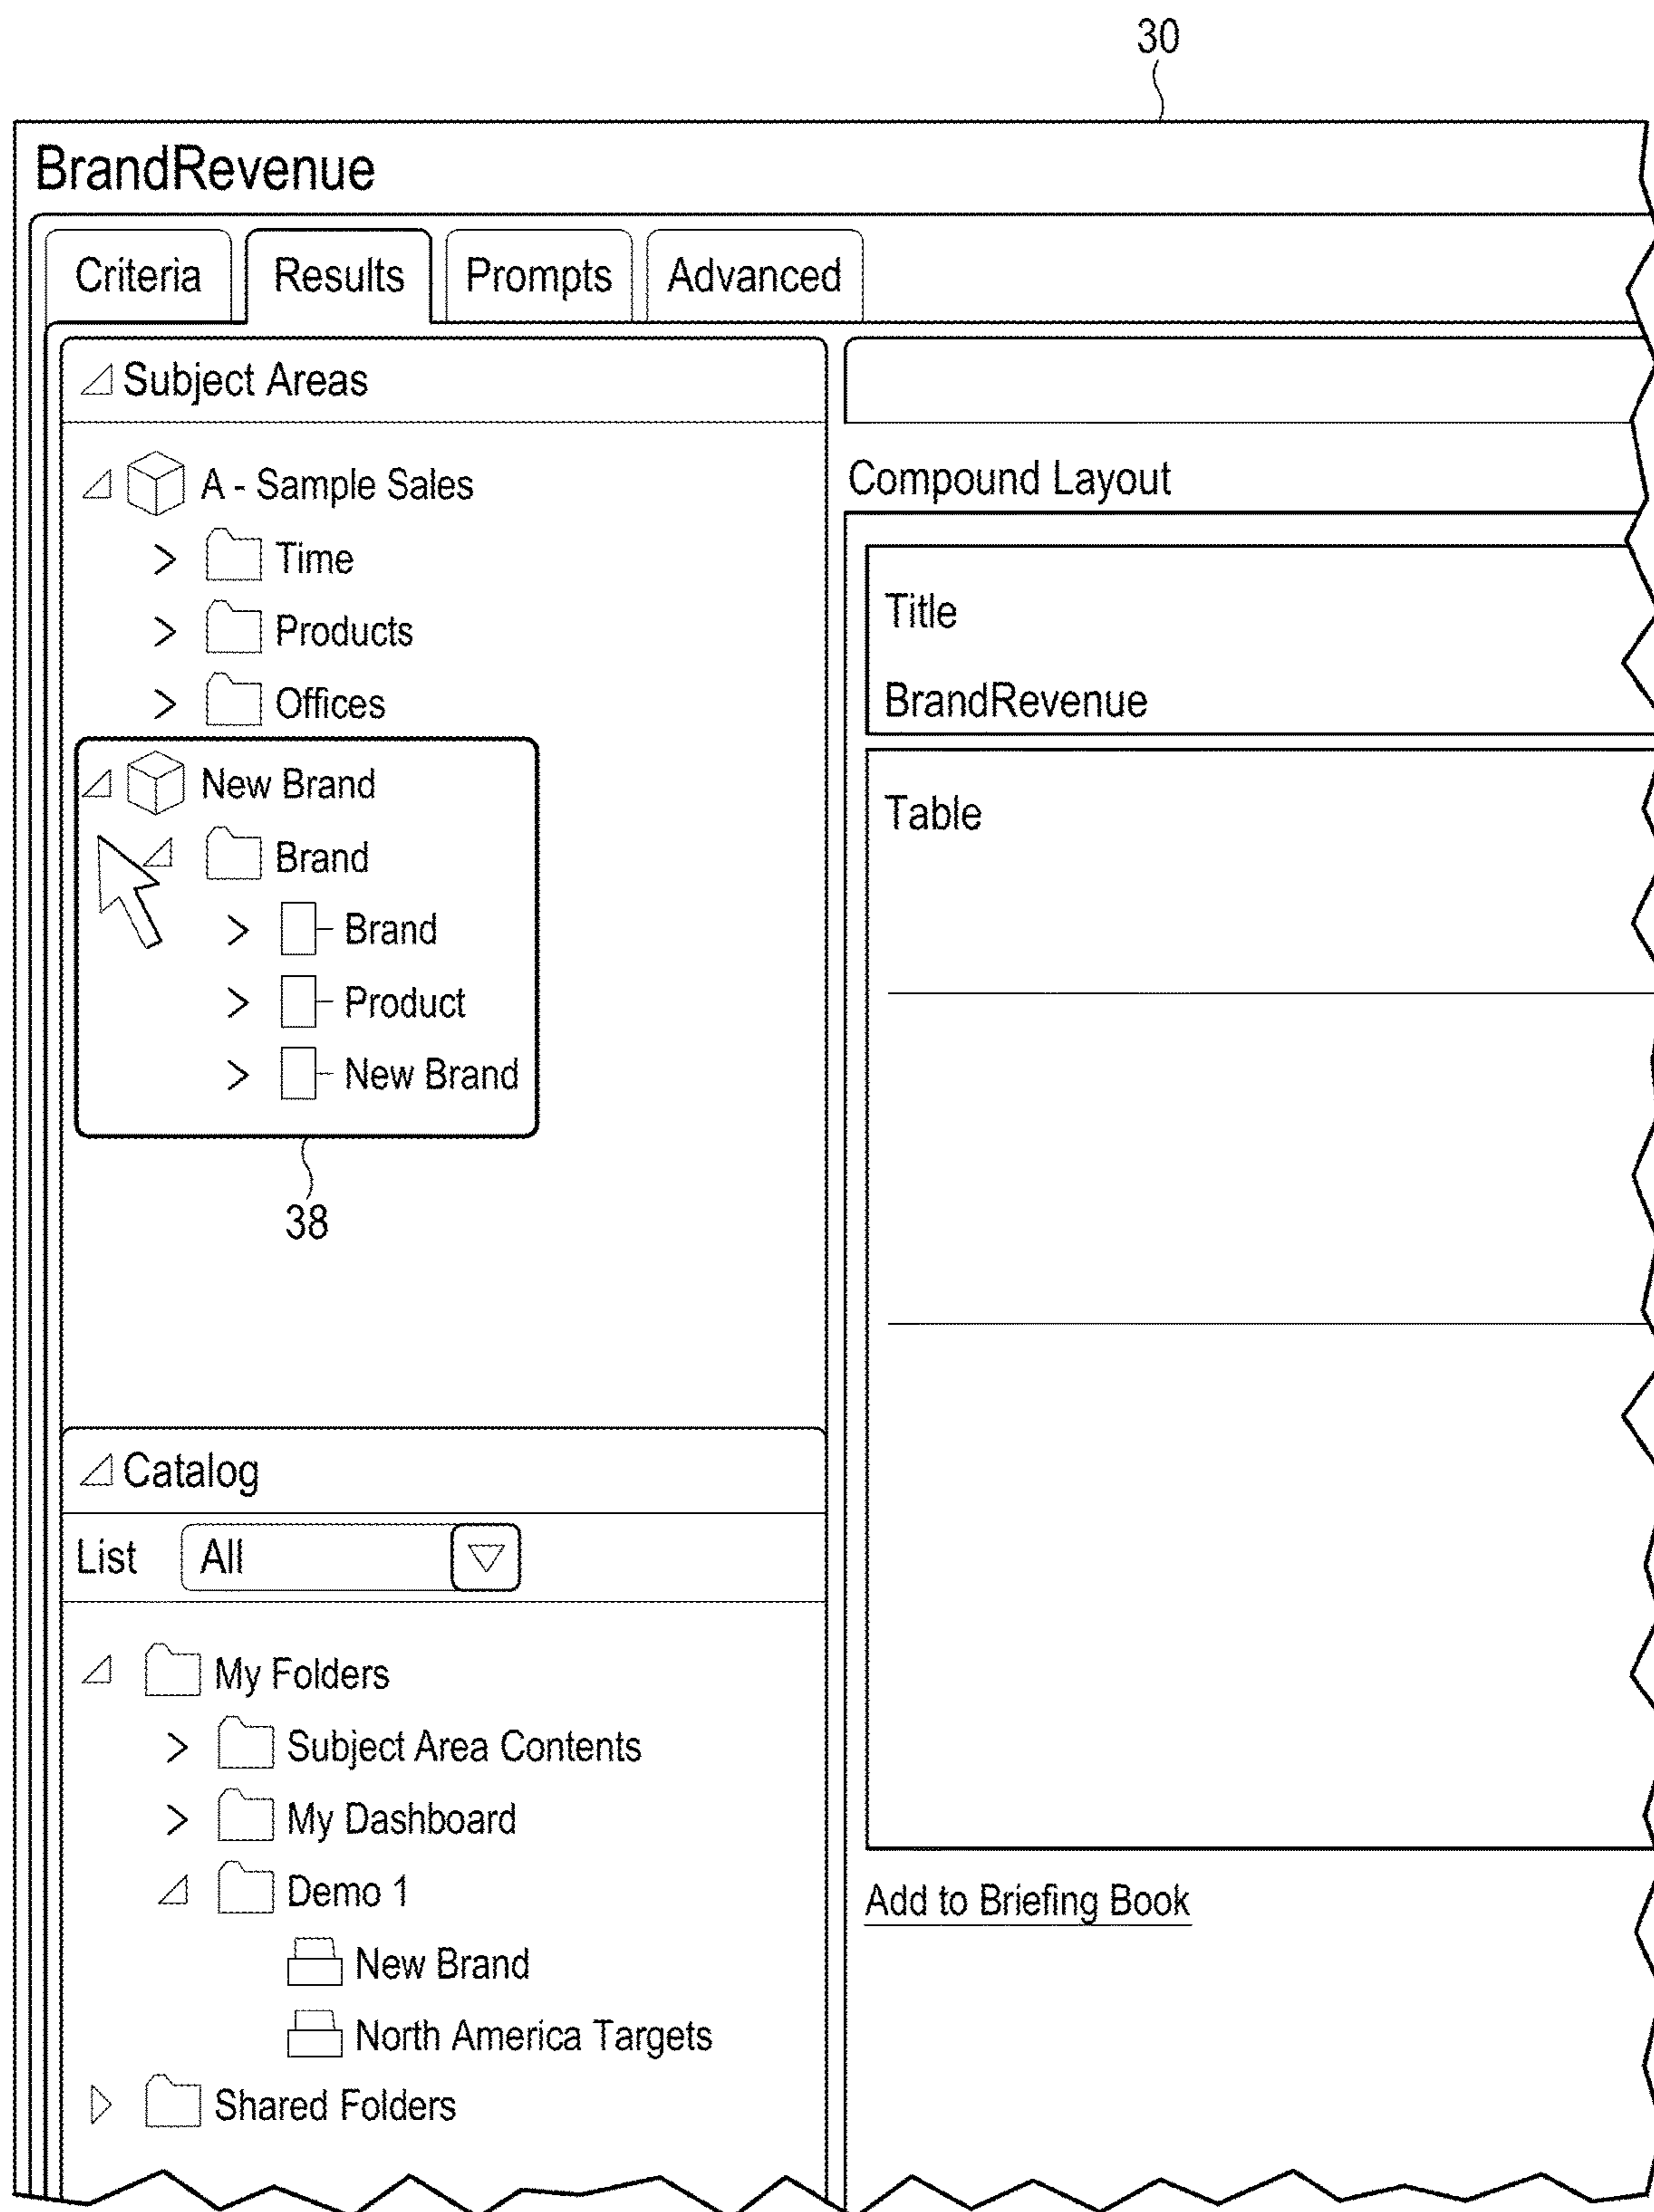 30
BrandRevenue
Criteria Results Prompts Advanced
Subject Areas
A - Sample Sales
Time
Products
Offices
New Brand
Brand
Brand
Product
New Brand
38
Compound Layout
Title
BrandRevenue
Table
Add to Briefing Book
Catalog
List All
My Folders
Subject Area Contents
My Dashboard
Demo 1
New Brand
North America Targets
Shared Folders